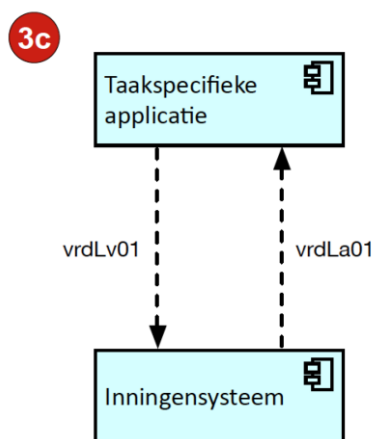 3c
Taakspecifieke
applicatie
vrdLv01
vrdLa01
Inningensysteem